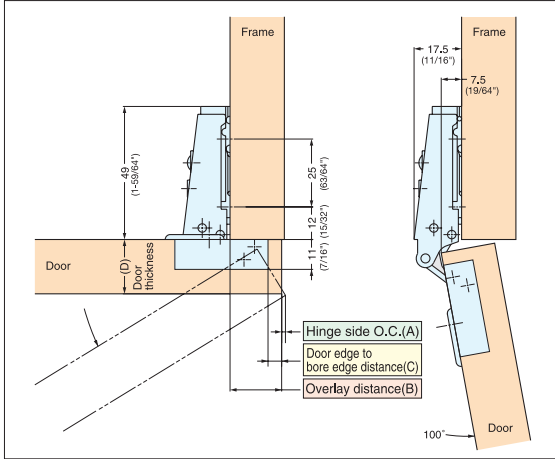 Frame
Frame
17.5
(11/16")
7.5
(19/64")
49
(1-59/64")
25
(63/64")
12
(15/32")
11
(7/16")
Door
(D)
Door
thickness
Hinge side O.C.(A)
Door edge to
bore edge distance(C)
Overlay distance(B)
100°
Door